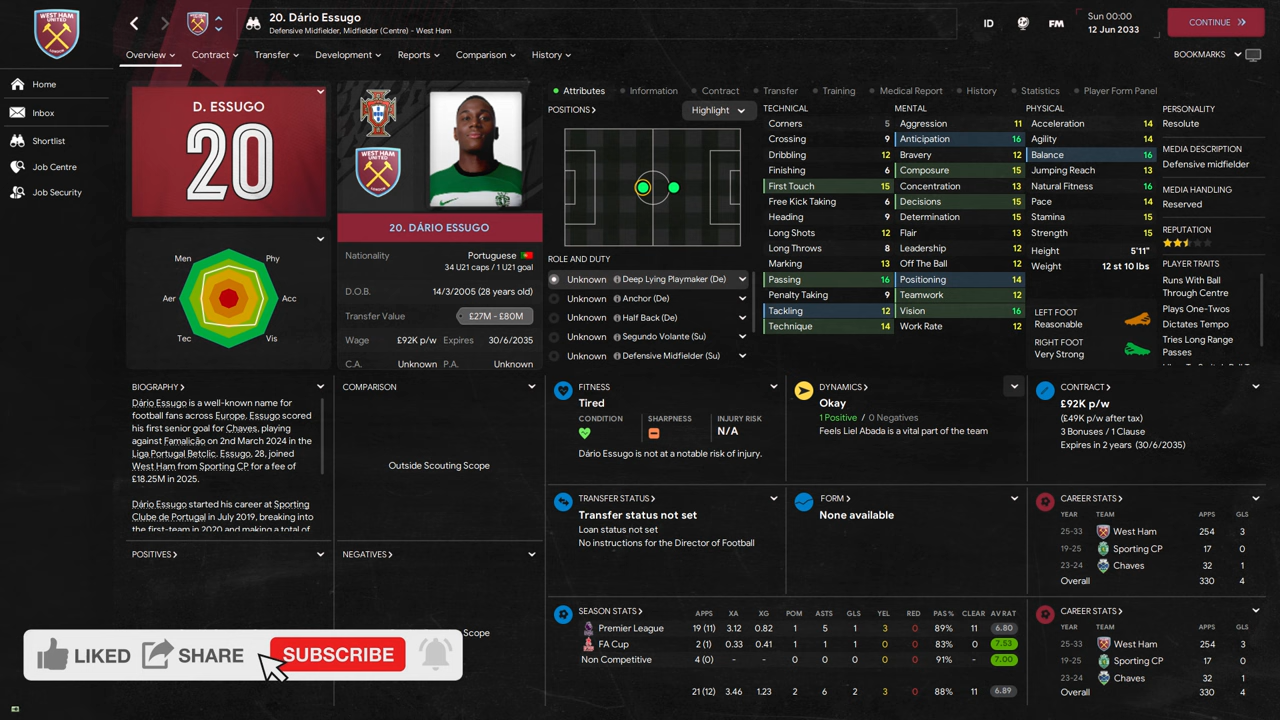 WEST HAM UNITED
LONDON
20. Dário Essugo
Defensive Midfielder, Midfielder (Centre) - West Ham
ID
FM
Sun 00:00
12 Jun 2033
CONTINUE
Overview
Contract
Transfer
Development
Reports
Comparison
History
BOOKMARKS
Home
Inbox
Shortlist
Job Centre
Job Security
D. ESSUGO
20
Men
Phy
Aer
Acc
Tec
Vis
WEST HAM UNITED
LONDON
20. DÁRIO ESSUGO
Nationality Portuguese
34 U21 caps / 1 U21 goal
D.O.B. 14/3/2005 (28 years old)
Transfer Value £27M - £80M
Wage £92K p/w Expires 30/6/2035
C.A. Unknown P.A. Unknown
Attributes
Information
Contract
Transfer
Training
Medical Report
History
Statistics
Player Form Panel
POSITIONS
Highlight
ROLE AND DUTY
Unknown Deep Lying Playmaker (De)
Unknown Anchor (De)
Unknown Half Back (De)
Unknown Segundo Volante (Su)
Unknown Defensive Midfielder (Su)
TECHNICAL
Corners 5
Crossing 9
Dribbling 12
Finishing 6
First Touch 15
Free Kick Taking 6
Heading 9
Long Shots 12
Long Throws 8
Marking 13
Passing 16
Penalty Taking 9
Tackling 12
Technique 14
MENTAL
Aggression 11
Anticipation 16
Bravery 12
Composure 15
Concentration 13
Decisions 15
Determination 15
Flair 13
Leadership 12
Off The Ball 12
Positioning 14
Teamwork 12
Vision 16
Work Rate 12
PHYSICAL
Acceleration 14
Agility 14
Balance 16
Jumping Reach 13
Natural Fitness 16
Pace 14
Stamina 15
Strength 15
Height 5'11"
Weight 12 st 10 lbs
LEFT FOOT
Reasonable
RIGHT FOOT
Very Strong
PERSONALITY
Resolute
MEDIA DESCRIPTION
Defensive midfielder
MEDIA HANDLING
Reserved
REPUTATION
PLAYER TRAITS
Runs With Ball
Through Centre
Plays One-Twos
Dictates Tempo
Tries Long Range
Passes
BIOGRAPHY
Dário Essugo is a well-known name for
football fans across Europe. Essugo scored
his first senior goal for Chaves, playing
against Famalicão on 2nd March 2024 in the
Liga Portugal Betclic. Essugo, 28, joined
West Ham from Sporting CP for a fee of
£18.25M in 2025.
Dário Essugo started his career at Sporting
Clube de Portugal in July 2019, breaking into
the first-team in 2020 and making a total of
COMPARISON
Outside Scouting Scope
POSITIVES
NEGATIVES
Scope
FITNESS
Tired
CONDITION
SHARPNESS
INJURY RISK
N/A
Dário Essugo is not at a notable risk of injury.
DYNAMICS
Okay
1 Positive / 0 Negatives
Feels Liel Abada is a vital part of the team
CONTRACT
£92K p/w
(£49K p/w after tax)
3 Bonuses / 1 Clause
Expires in 2 years (30/6/2035)
TRANSFER STATUS
Transfer status not set
Loan status not set
No instructions for the Director of Football
FORM
None available
CAREER STATS
YEAR TEAM APPS GLS
25-33 West Ham 254 3
19-25 Sporting CP 17 0
23-24 Chaves 32 1
Overall 330 4
SEASON STATS
APPS XA XG POM ASTS GLS YEL RED PAS% CLEAR AV RAT
Premier League 19 (11) 3.12 0.82 1 5 1 3 0 89% 11 6.80
FA Cup 2 (1) 0.33 0.41 1 1 1 0 0 83% 0 7.53
Non Competitive 4 (0) - - 0 0 0 0 0 91% - 7.00
21 (12) 3.46 1.23 2 6 2 3 0 88% 11 6.89
CAREER STATS
YEAR TEAM APPS GLS
25-33 West Ham 254 3
19-25 Sporting CP 17 0
23-24 Chaves 32 1
Overall 330 4
LIKED
SHARE
SUBSCRIBE